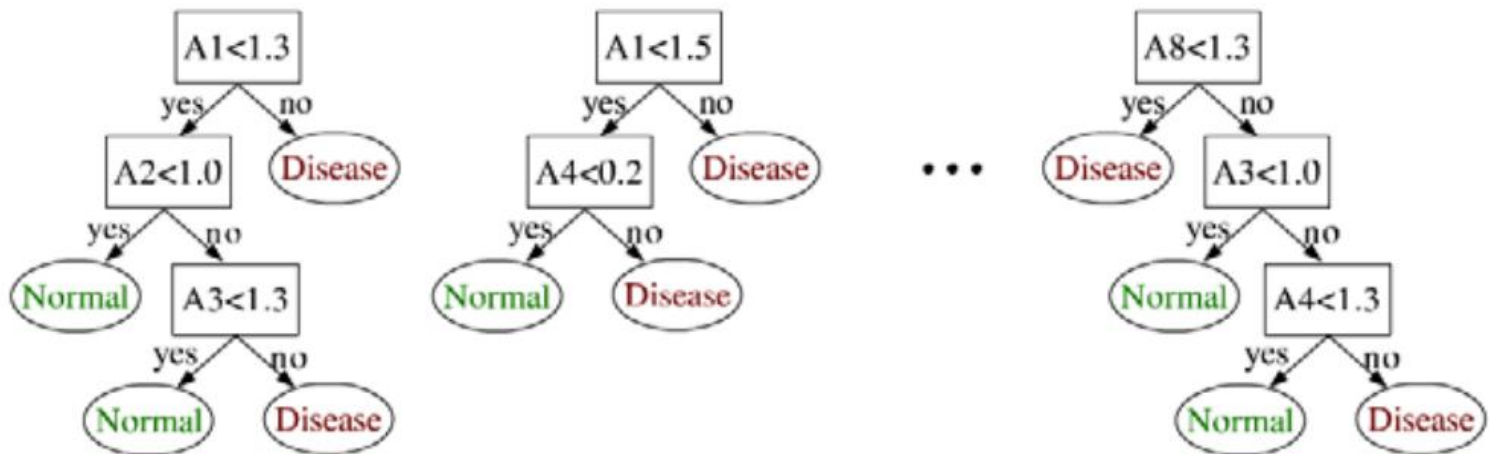 A1<1.3
yes no
A2<1.0
Disease
yes no
Normal
A3<1.3
yes no
Normal
Disease
A1<1.5
yes no
A4<0.2
Disease
yes no
Normal
Disease
...
A8<1.3
yes no
Disease
A3<1.0
yes no
Normal
A4<1.3
yes no
Normal
Disease